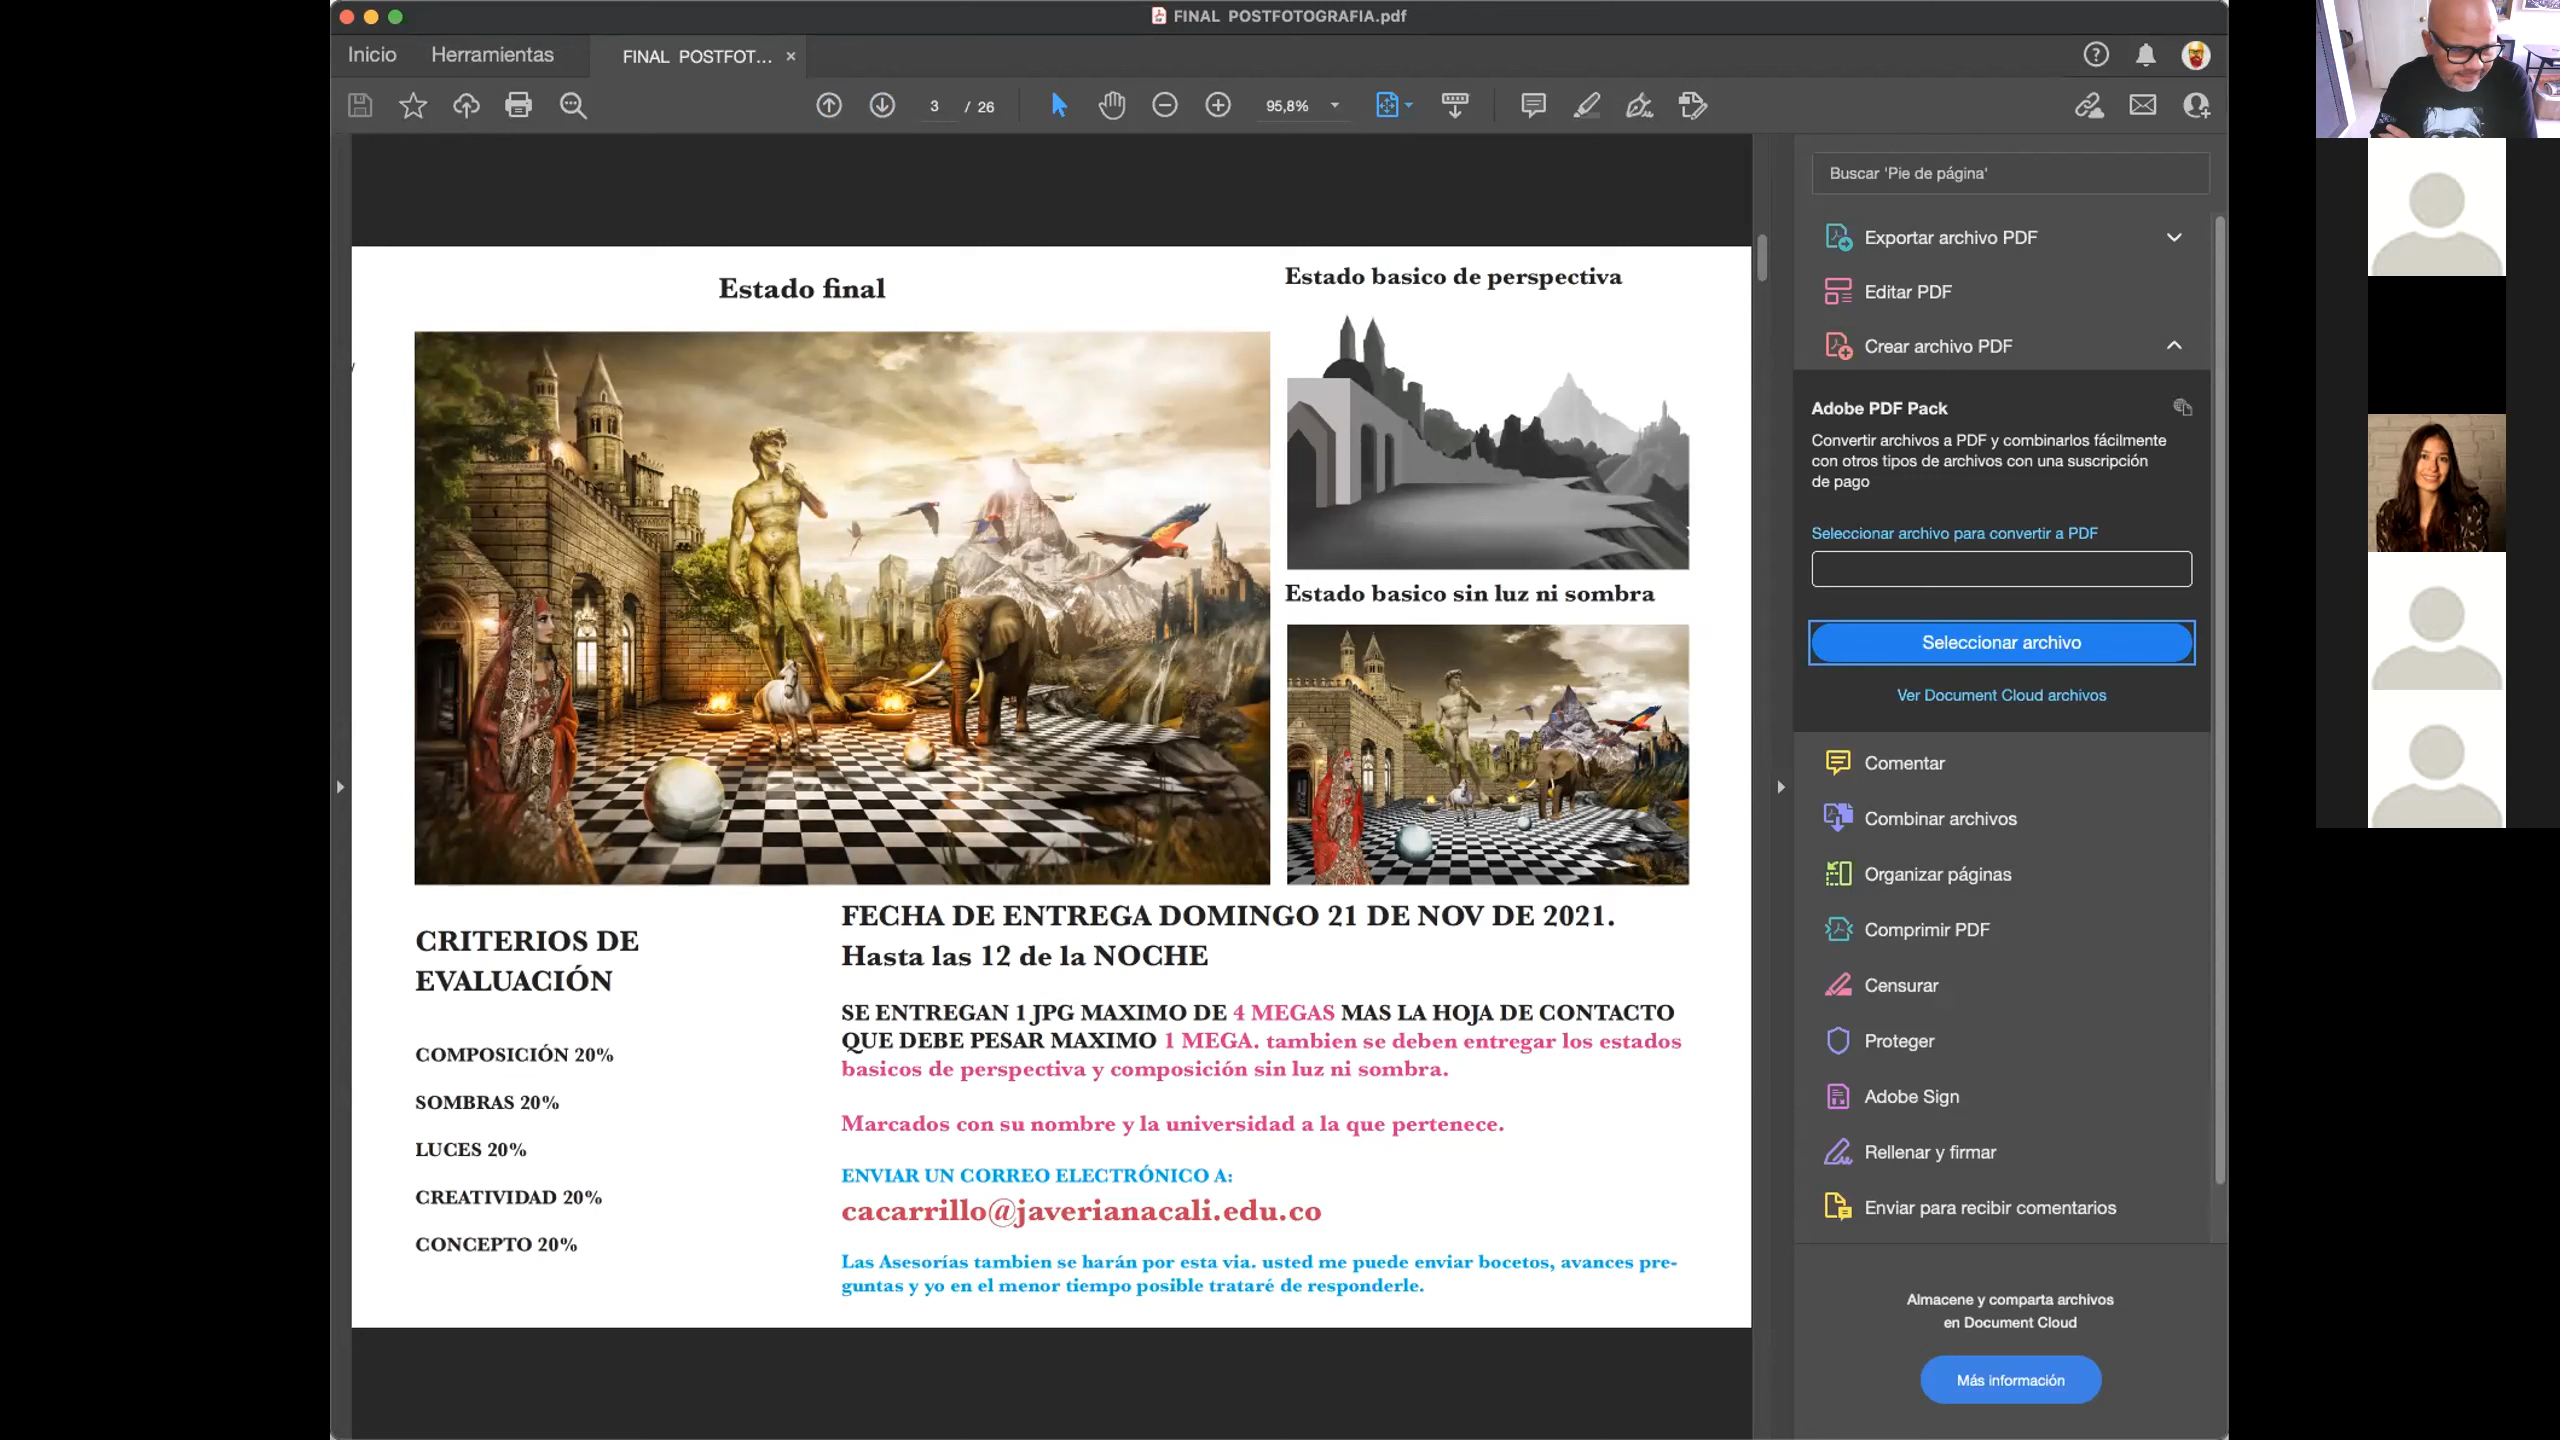 FINAL POSTFOTOGRAFIA.pdf
Inicio
Herramientas
FINAL POSTFOT...
3 / 26
95,8%
Estado final
Estado basico de perspectiva
Estado basico sin luz ni sombra
CRITERIOS DE
EVALUACIÓN
COMPOSICIÓN 20%
SOMBRAS 20%
LUCES 20%
CREATIVIDAD 20%
CONCEPTO 20%
FECHA DE ENTREGA DOMINGO 21 DE NOV DE 2021.
Hasta las 12 de la NOCHE
SE ENTREGAN 1 JPG MAXIMO DE 4 MEGAS MAS LA HOJA DE CONTACTO
QUE DEBE PESAR MAXIMO 1 MEGA. tambien se deben entregar los estados
basicos de perspectiva y composición sin luz ni sombra.
Marcados con su nombre y la universidad a la que pertenece.
ENVIAR UN CORREO ELECTRÓNICO A:
cacarrillo@javerianacali.edu.co
Las Asesorías tambien se harán por esta via. usted me puede enviar bocetos, avances pre-
guntas y yo en el menor tiempo posible trataré de responderle.
Buscar 'Pie de página'
Exportar archivo PDF
Editar PDF
Crear archivo PDF
Adobe PDF Pack
Convertir archivos a PDF y combinarlos fácilmente
con otros tipos de archivos con una suscripción
de pago
Seleccionar archivo para convertir a PDF
Seleccionar archivo
Ver Document Cloud archivos
Comentar
Combinar archivos
Organizar páginas
Comprimir PDF
Censurar
Proteger
Adobe Sign
Rellenar y firmar
Enviar para recibir comentarios
Almacene y comparta archivos
en Document Cloud
Más información